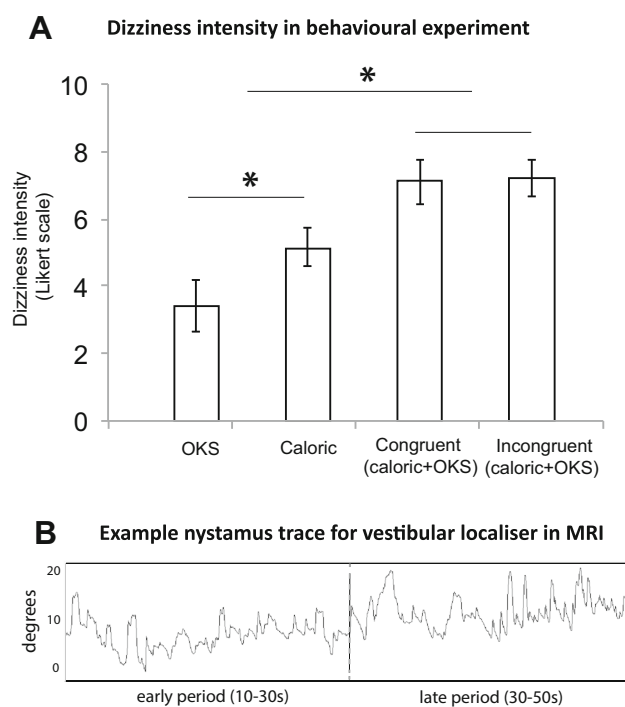 A
Dizziness intensity in behavioural experiment
10
8
6
4
2
0
Dizziness intensity
(Likert scale)
*
*
OKS
Caloric
Congruent
(caloric+OKS)
Incongruent
(caloric+OKS)
B
Example nystamus trace for vestibular localiser in MRI
20
10
0
degrees
early period (10-30s)
late period (30-50s)